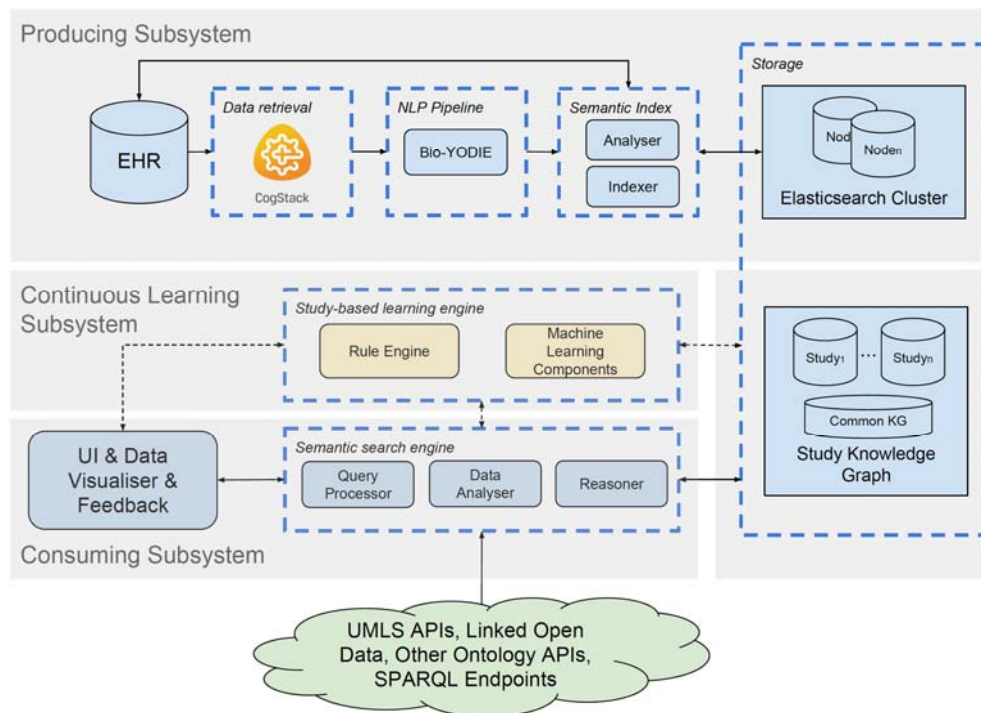 Producing Subsystem
Storage
Data retrieval
NLP Pipeline
Semantic Index
EHR
CogStack
Bio-YODIE
Analyser
Indexer
Nod
Noden
Elasticsearch Cluster
Continuous Learning
Subsystem
Study-based learning engine
Rule Engine
Machine
Learning
Components
Study1
...
Studyn
Common KG
Study Knowledge
Graph
UI & Data
Visualiser &
Feedback
Semantic search engine
Query
Processor
Data
Analyser
Reasoner
Consuming Subsystem
UMLS APIs, Linked Open
Data, Other Ontology APIs,
SPARQL Endpoints